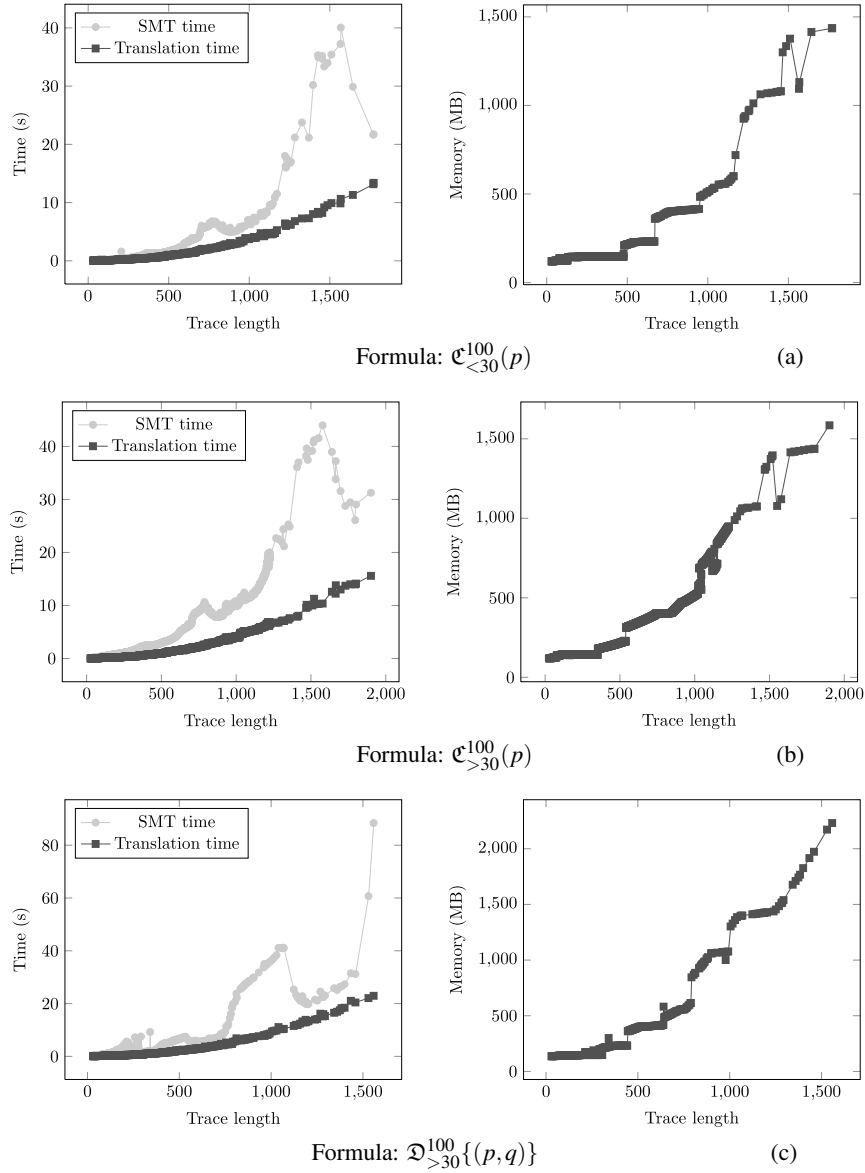 SMT time
Translation time
40
30
20
10
0
0 500 1,000 1,500
Time (s)
Trace length
1,500
1,000
500
0
0 500 1,000 1,500
Memory (MB)
Trace length
Formula: ℭ^{100}_{<30}(p) (a)
SMT time
Translation time
40
30
20
10
0
0 500 1,000 1,500 2,000
Time (s)
Trace length
1,500
1,000
500
0
0 500 1,000 1,500 2,000
Memory (MB)
Trace length
Formula: ℭ^{100}_{>30}(p) (b)
SMT time
Translation time
80
60
40
20
0
0 500 1,000 1,500
Time (s)
Trace length
2,000
1,500
1,000
500
0
0 500 1,000 1,500
Memory (MB)
Trace length
Formula: 𝔇^{100}_{>30}{(p,q)} (c)